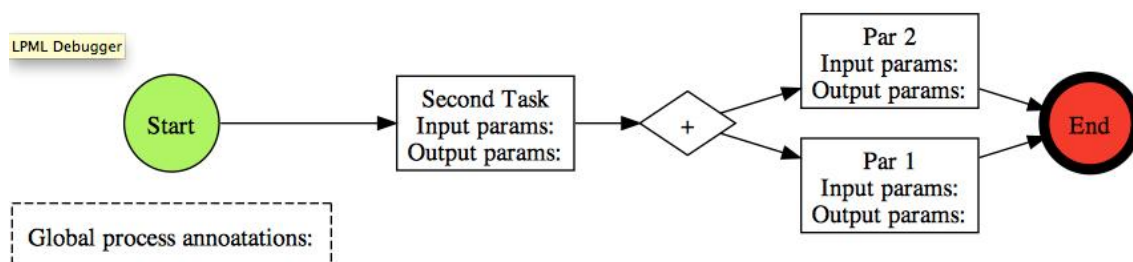 LPML Debugger
Start
Second Task
Input params:
Output params:
+
Par 2
Input params:
Output params:
Par 1
Input params:
Output params:
End
Global process annoatations: